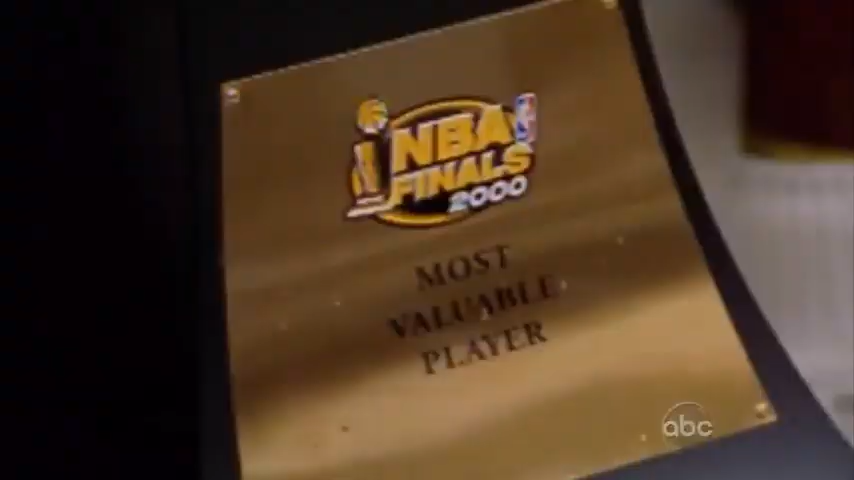 NBA
FINALS
2000
MOST
VALUABLE
PLAYER
abc